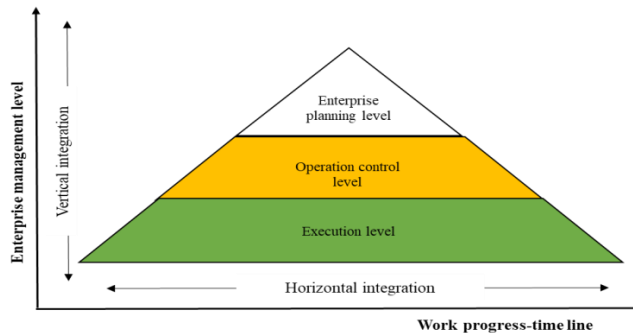 Enterprise management level
Vertical integration
Enterprise
planning level
Operation control
level
Execution level
Horizontal integration
Work progress-time line